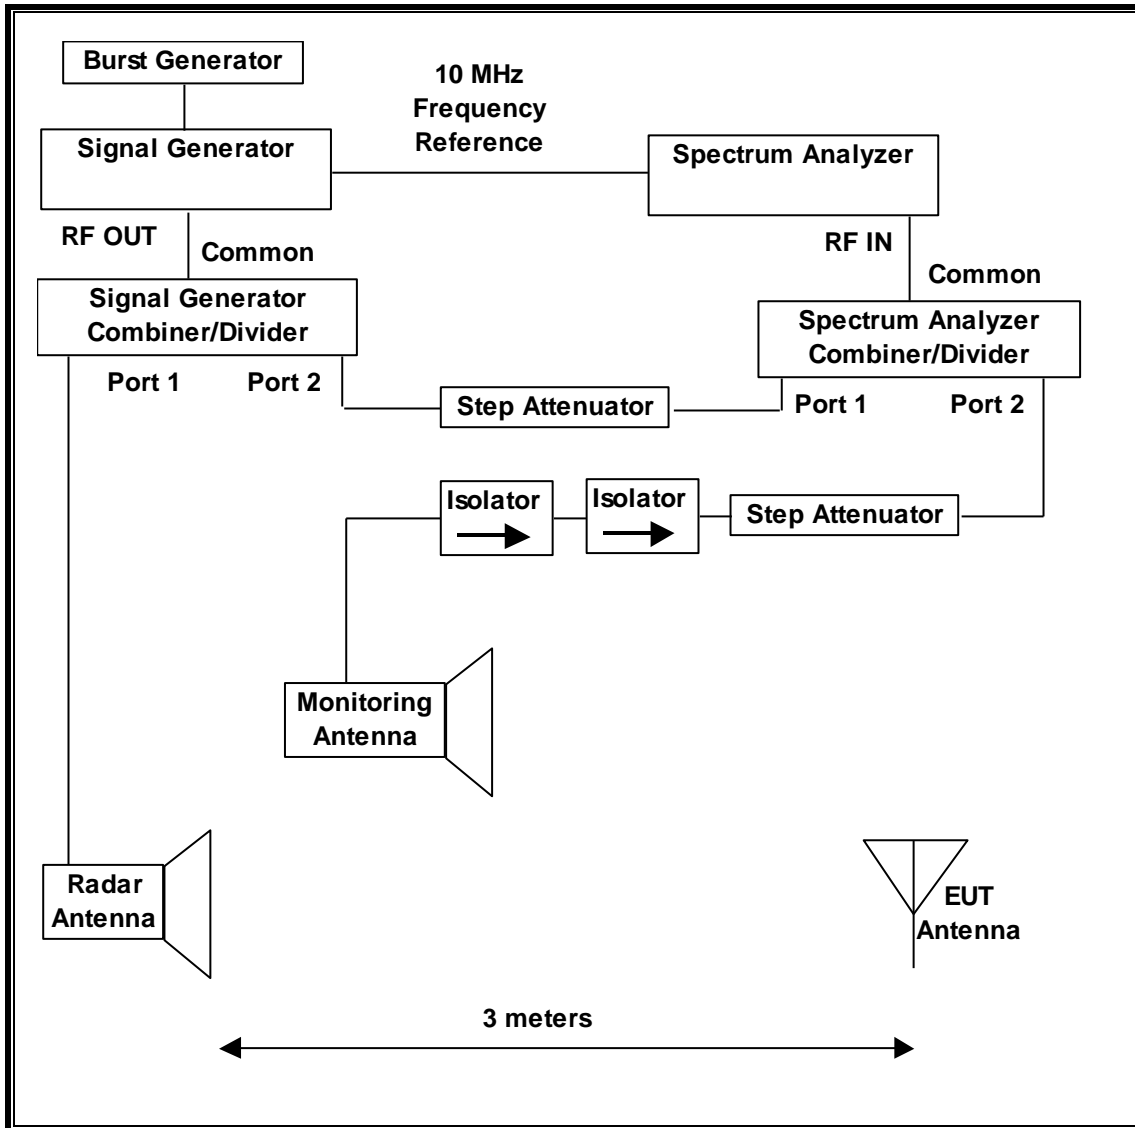 Burst Generator
10 MHz
Frequency
Reference
Signal Generator
Spectrum Analyzer
RF OUT
Common
RF IN
Common
Signal Generator
Combiner/Divider
Spectrum Analyzer
Combiner/Divider
Port 1
Port 2
Step Attenuator
Port 1
Port 2
Isolator
Isolator
Step Attenuator
Monitoring
Antenna
Radar
Antenna
EUT
Antenna
3 meters